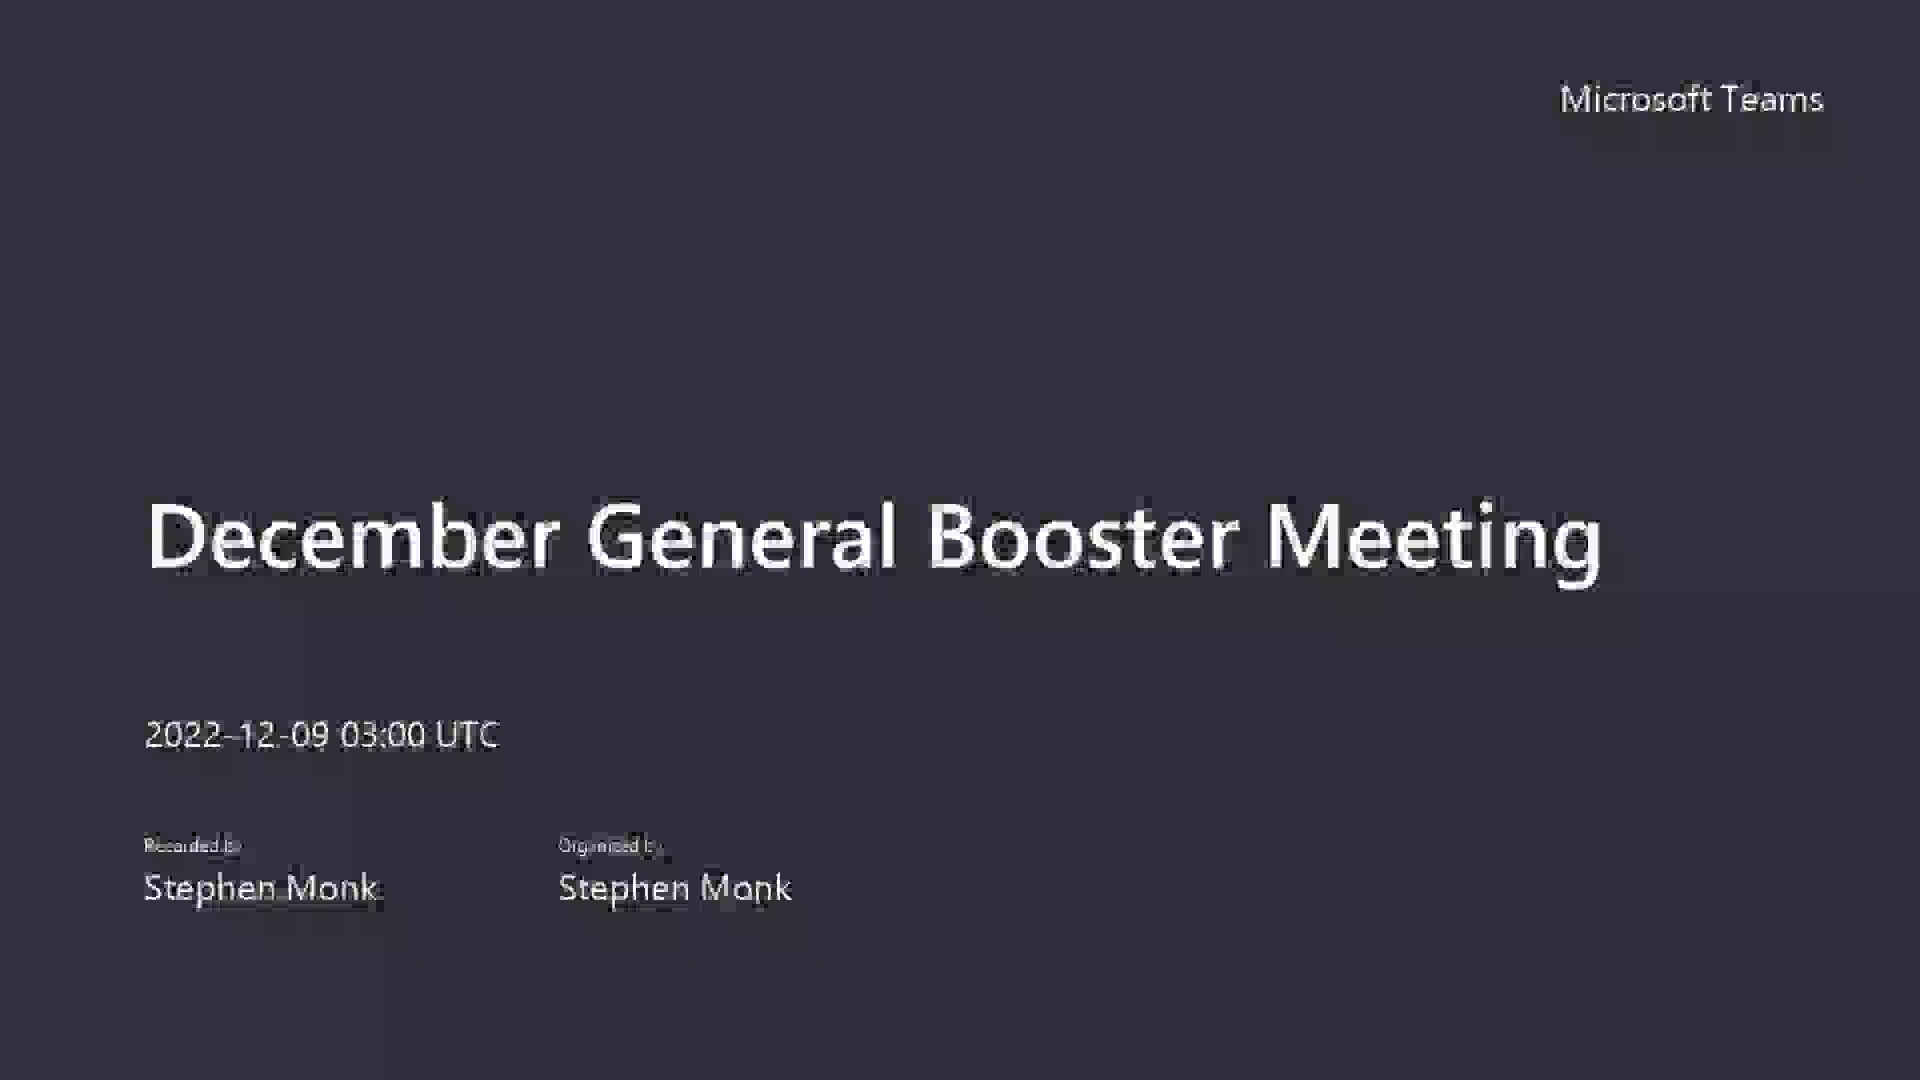 Microsoft Teams
December General Booster Meeting
2022-12-09 03:00 UTC
Recorded by
Organized by
Stephen Monk
Stephen Monk